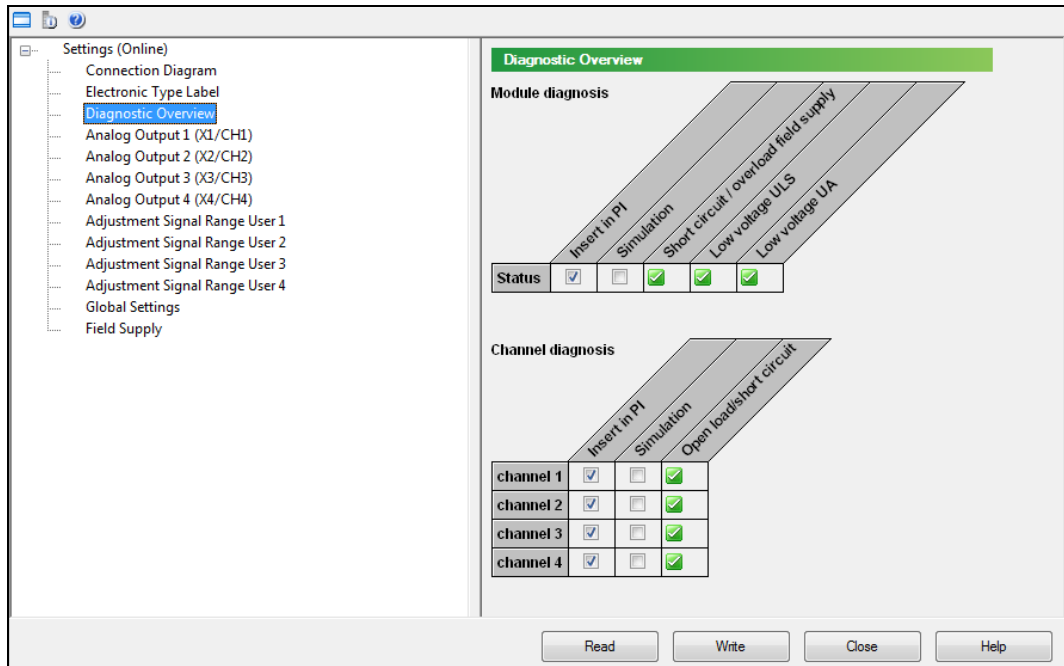 Settings (Online)
Connection Diagram
Electronic Type Label
Diagnostic Overview
Analog Output 1 (X1/CH1)
Analog Output 2 (X2/CH2)
Analog Output 3 (X3/CH3)
Analog Output 4 (X4/CH4)
Adjustment Signal Range User 1
Adjustment Signal Range User 2
Adjustment Signal Range User 3
Adjustment Signal Range User 4
Global Settings
Field Supply
Diagnostic Overview
Module diagnosis
Insert in PI
Simulation
Short circuit / overload field supply
Low voltage ULS
Low voltage UA
Status
Channel diagnosis
Insert in PI
Simulation
Open load/short circuit
channel 1
channel 2
channel 3
channel 4
Read
Write
Close
Help